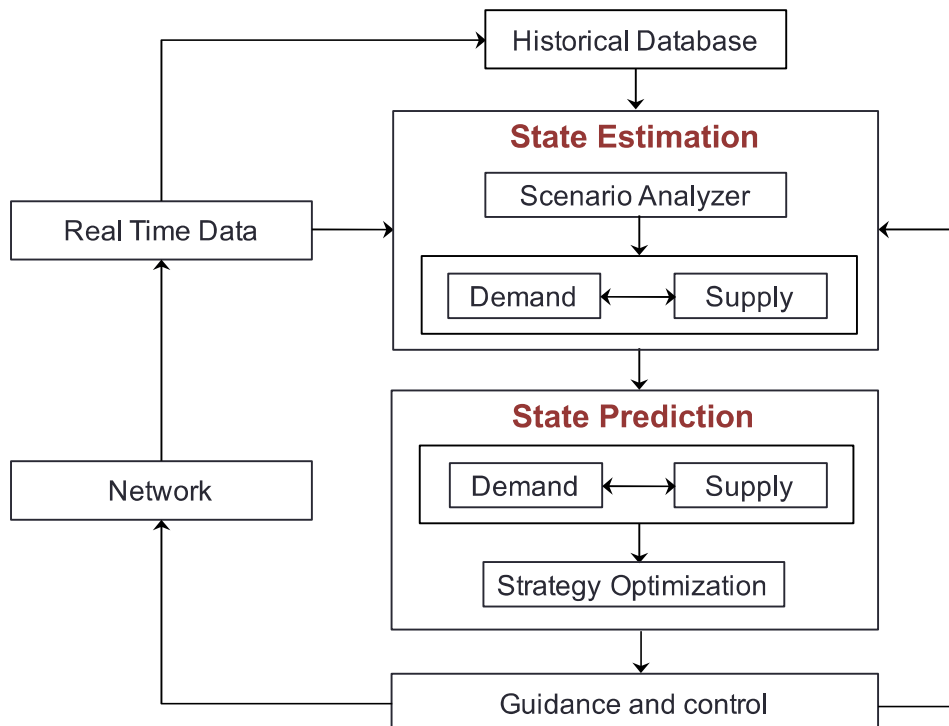 Historical Database
State Estimation
Scenario Analyzer
Real Time Data
Demand
Supply
State Prediction
Network
Demand
Supply
Strategy Optimization
Guidance and control